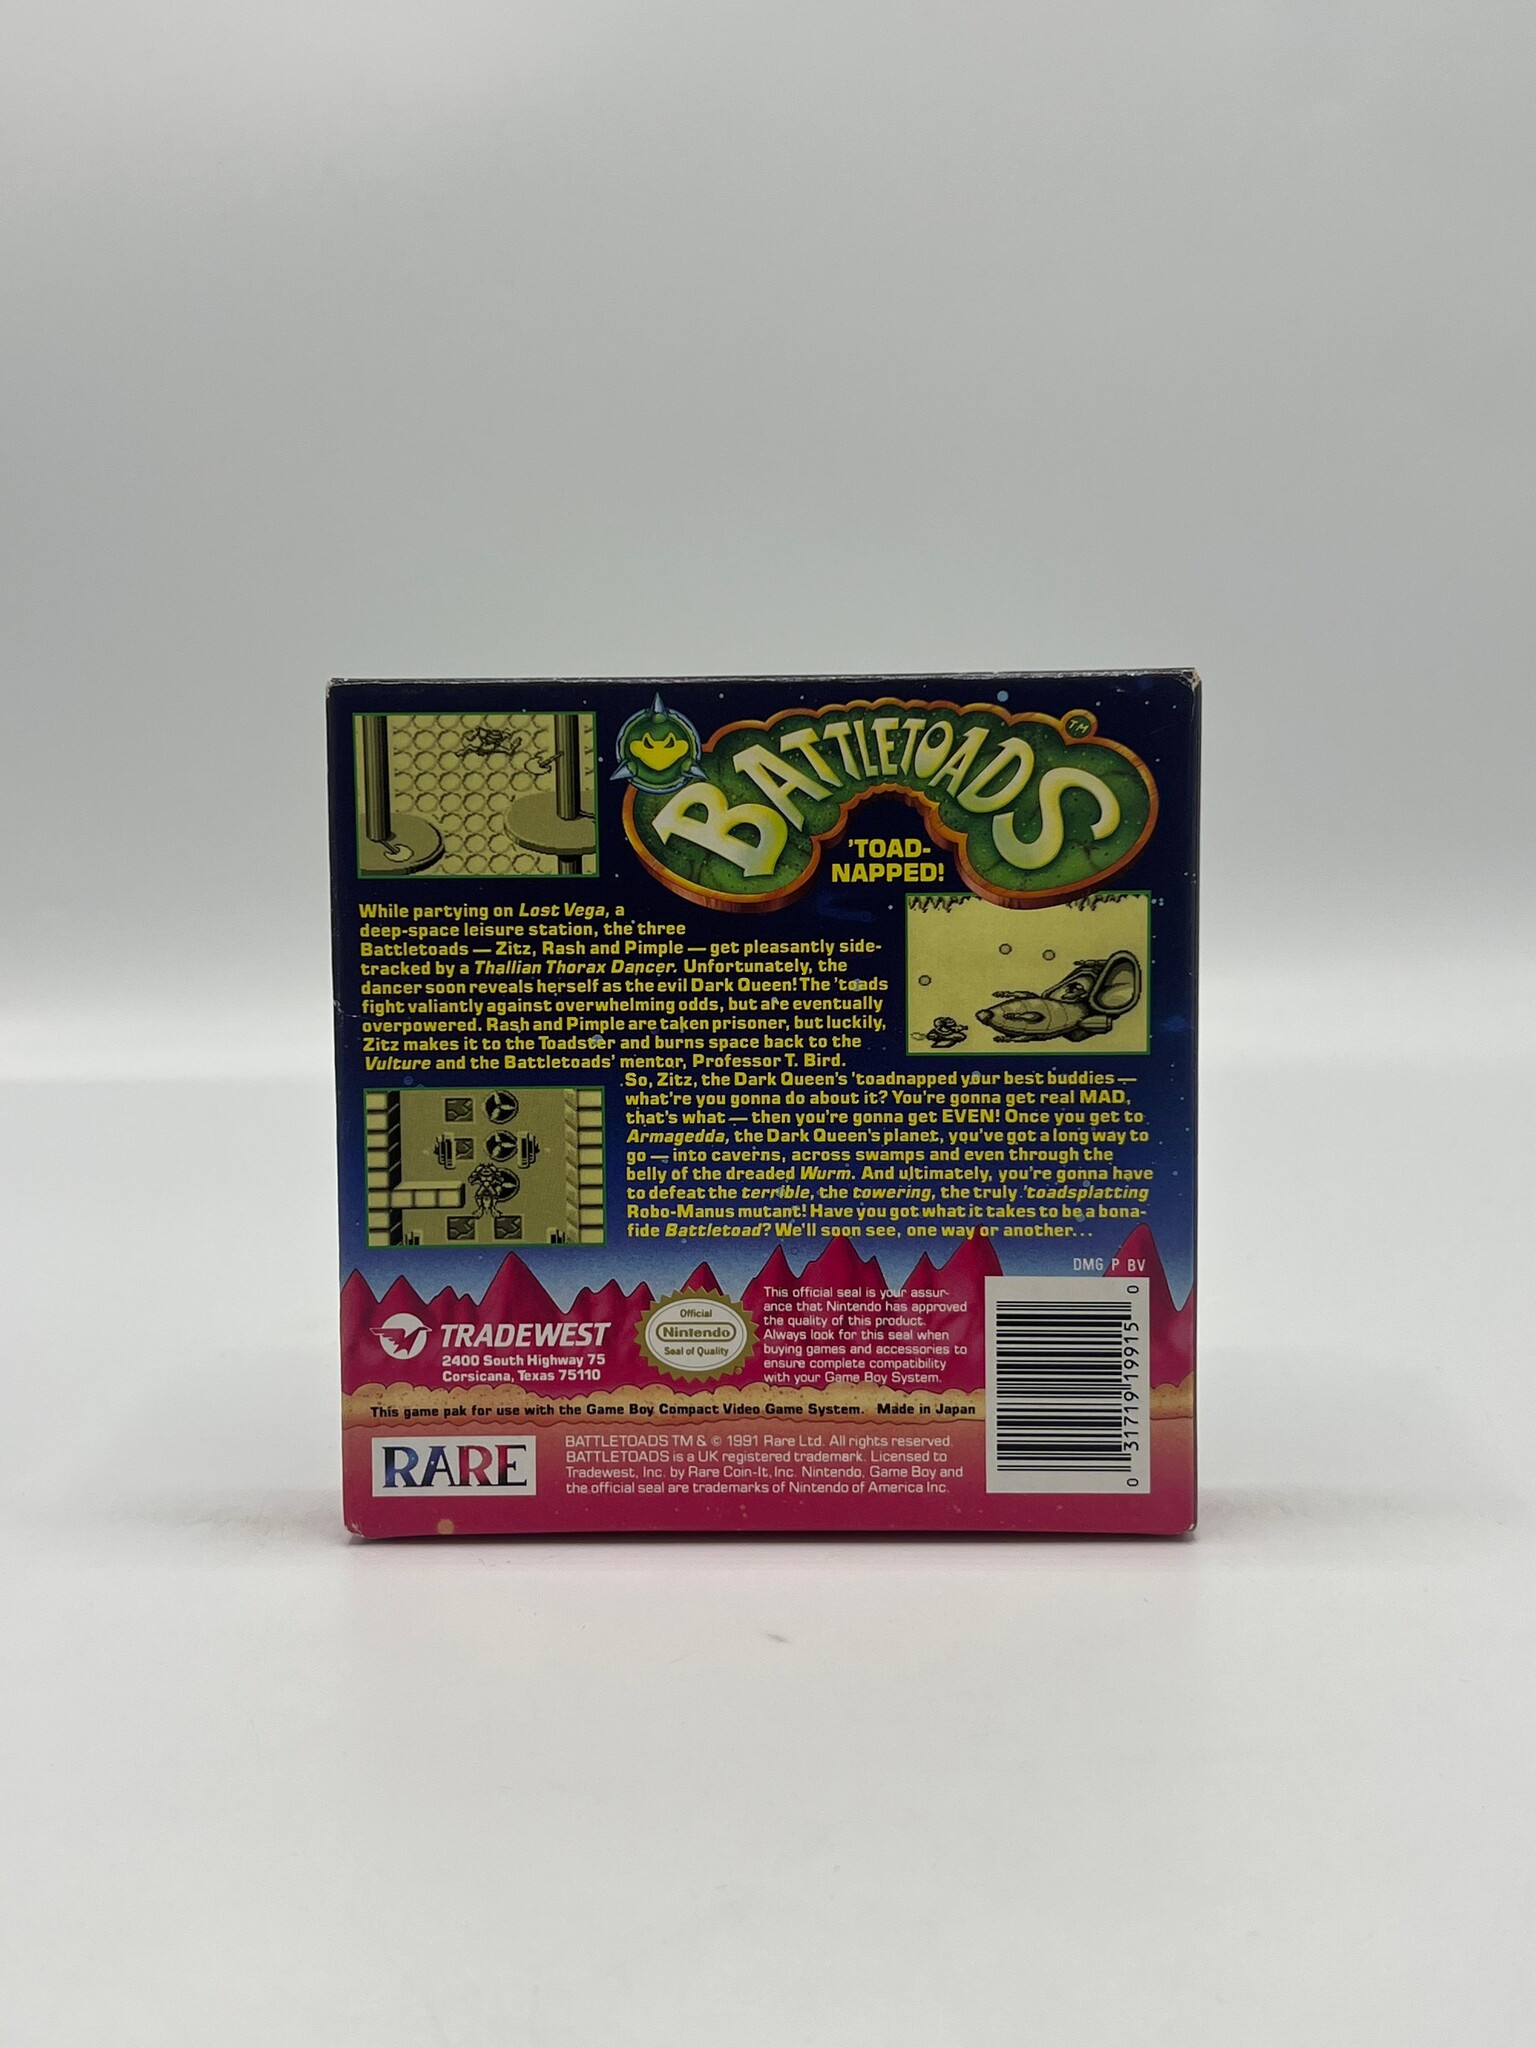 BATTLETOADS
TM
'TOAD-
NAPPED!
While partying on Lost Vega, a
deep-space leisure station, the three
Battletoads — Zitz, Rash and Pimple — get pleasantly side-
tracked by a Thallian Thorax Dancer. Unfortunately, the
dancer soon reveals herself as the evil Dark Queen! The 'toads
fight valiantly against overwhelming odds, but are eventually
overpowered. Rash and Pimple are taken prisoner, but luckily,
Zitz makes it to the Toadster and burns space back to the
Vulture and the Battletoads' mentor, Professor T. Bird.
So, Zitz, the Dark Queen's 'toadnapped your best buddies —
what're you gonna do about it? You're gonna get real MAD,
that's what — then you're gonna get EVEN! Once you get to
Armagedda, the Dark Queen's planet, you've got a long way to
go — into caverns, across swamps and even through the
belly of the dreaded Wurm. And ultimately, you're gonna have
to defeat the terrible, the towering, the truly 'toadsplatting
Robo-Manus mutant! Have you got what it takes to be a bona-
fide Battletoad? We'll soon see, one way or another...
DMG P BV
TRADEWEST
2400 South Highway 75
Corsicana, Texas 75110
Official
Nintendo
Seal of Quality
This official seal is your assur-
ance that Nintendo has approved
the quality of this product.
Always look for this seal when
buying games and accessories to
ensure complete compatibility
with your Game Boy System.
This game pak for use with the Game Boy Compact Video Game System. Made in Japan
RARE
BATTLETOADS TM & © 1991 Rare Ltd. All rights reserved.
BATTLETOADS is a UK registered trademark. Licensed to
Tradewest, Inc. by Rare Coin-It, Inc. Nintendo, Game Boy and
the official seal are trademarks of Nintendo of America Inc.
0 31719 19915 0